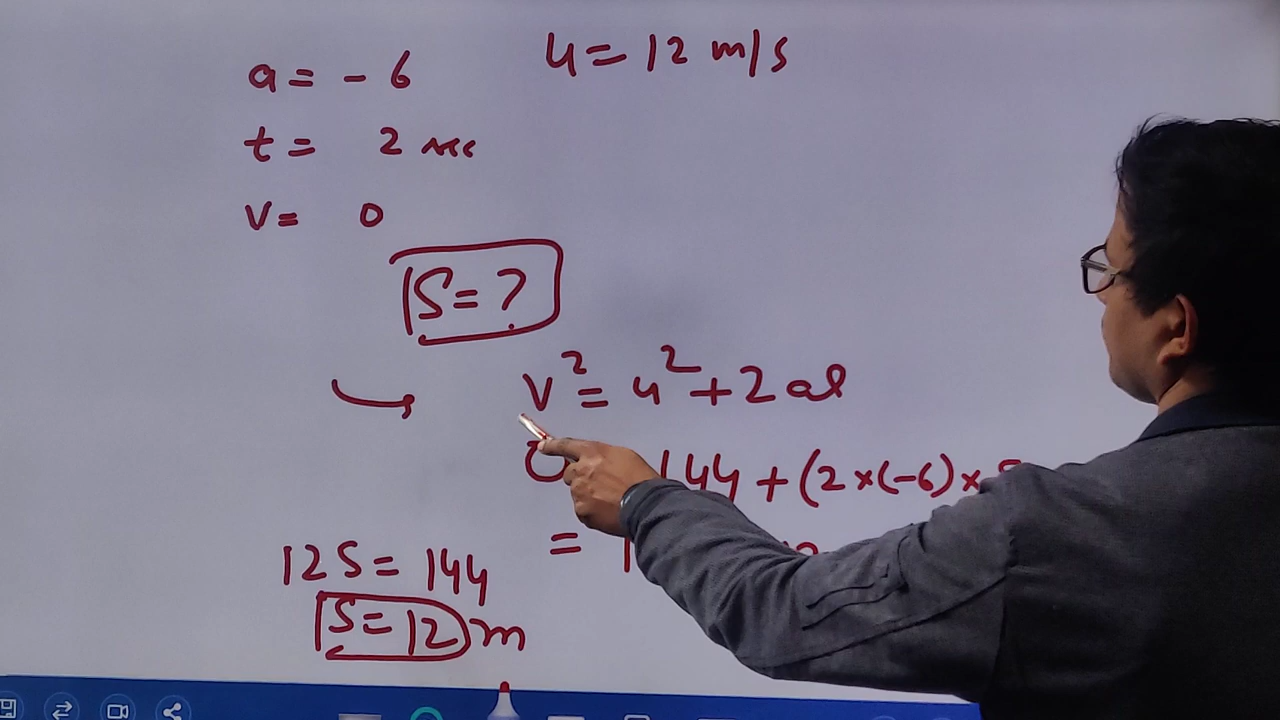 a = - 6
u = 12 m/s
t = 2 sec
v = 0
S = ?
v² = u² + 2as
0 144 + (2 × (-6) ×
=
12S = 144
S = 12 m